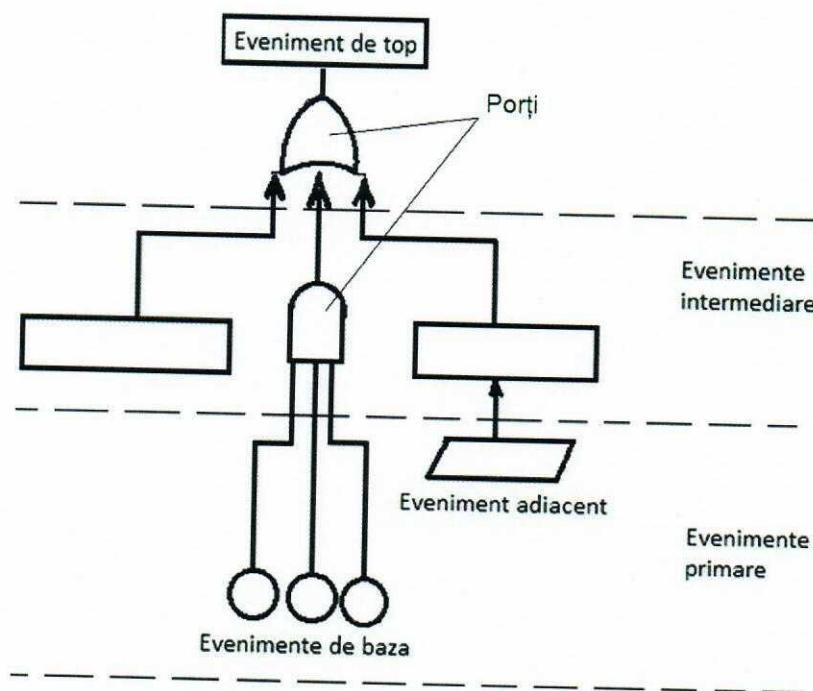 Eveniment de top
Porți
Evenimente
intermediare
Eveniment adiacent
Evenimente
primare
Evenimente de baza